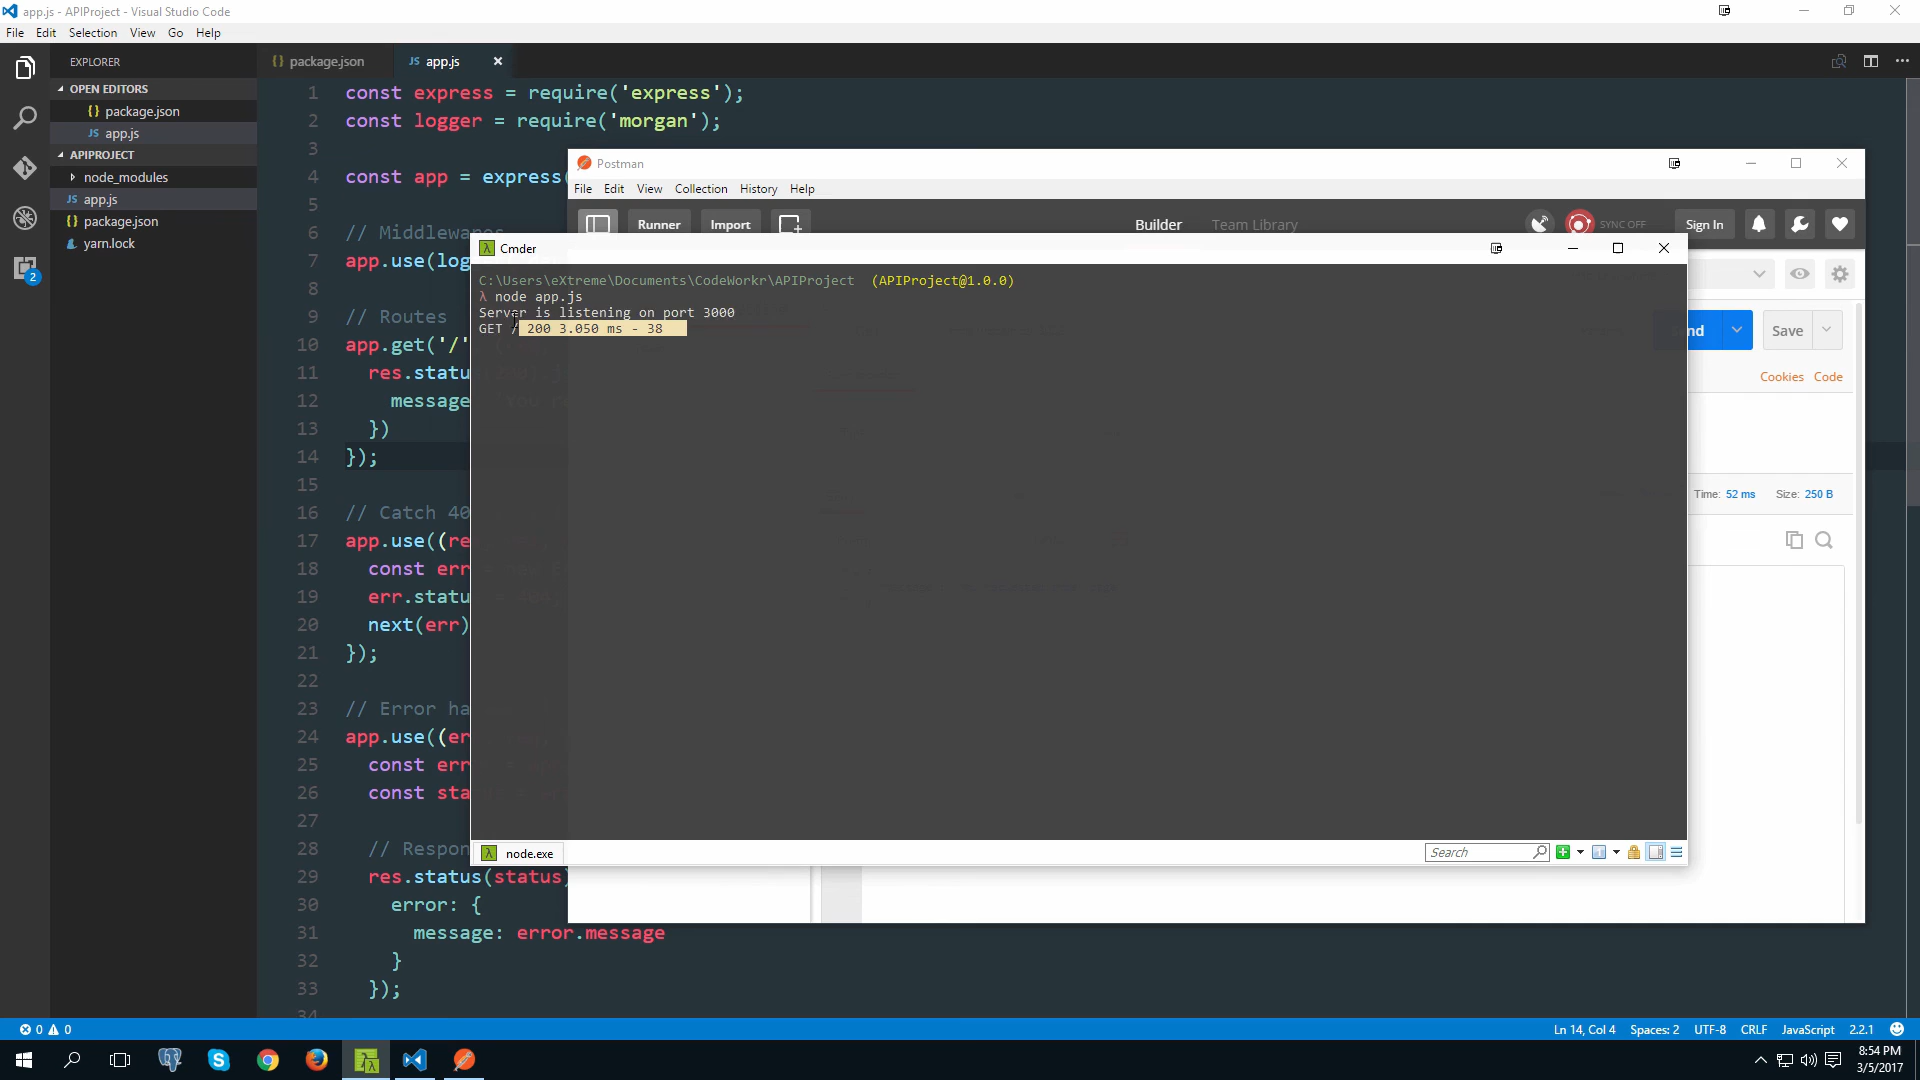 app.js - APIProject - Visual Studio Code
File Edit Selection View Go Help
EXPLORER
OPEN EDITORS
package.json
app.js
APIPROJECT
node_modules
app.js
package.json
yarn.lock
2
package.json
app.js
1 const express = require('express');
2 const logger = require('morgan');
3
4 const app = express(
5
6 // Middlewares
7 app.use(log
8
9 // Routes
10 app.get('/'
11 res.statu
12 message
13 })
14 });
15
16 // Catch 40
17 app.use((re
18 const err
19 err.statu
20 next(err)
21 });
22
23 // Error ha
24 app.use((er
25 const err
26 const sta
27
28 // Respon
29 res.status(status)
30 error: {
31 message: error.message
32 }
33 });
34
Postman
File Edit View Collection History Help
Runner Import Builder Team Library SYNC OFF Sign In
nd Save
Cookies Code
Time: 52 ms Size: 250 B
Cmder
C:\Users\eXtreme\Documents\CodeWorkr\APIProject (APIProject@1.0.0)
λ node app.js
Server is listening on port 3000
GET / 200 3.050 ms - 38
node.exe
Search
0 0
Ln 14, Col 4 Spaces: 2 UTF-8 CRLF JavaScript 2.2.1
8:54 PM
3/5/2017